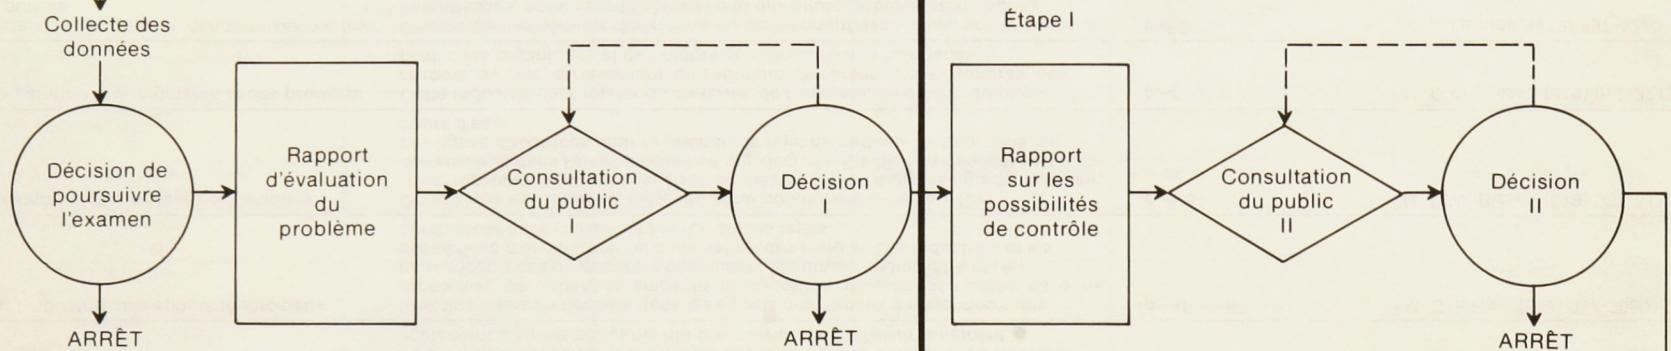 Collecte des
données
Décision de
poursuivre
l'examen
ARRÊT
Rapport
d'évaluation
du
problème
Consultation
du public
I
Décision
I
ARRÊT
Étape I
Rapport
sur les
possibilités
de contrôle
Consultation
du public
II
Décision
II
ARRÊT